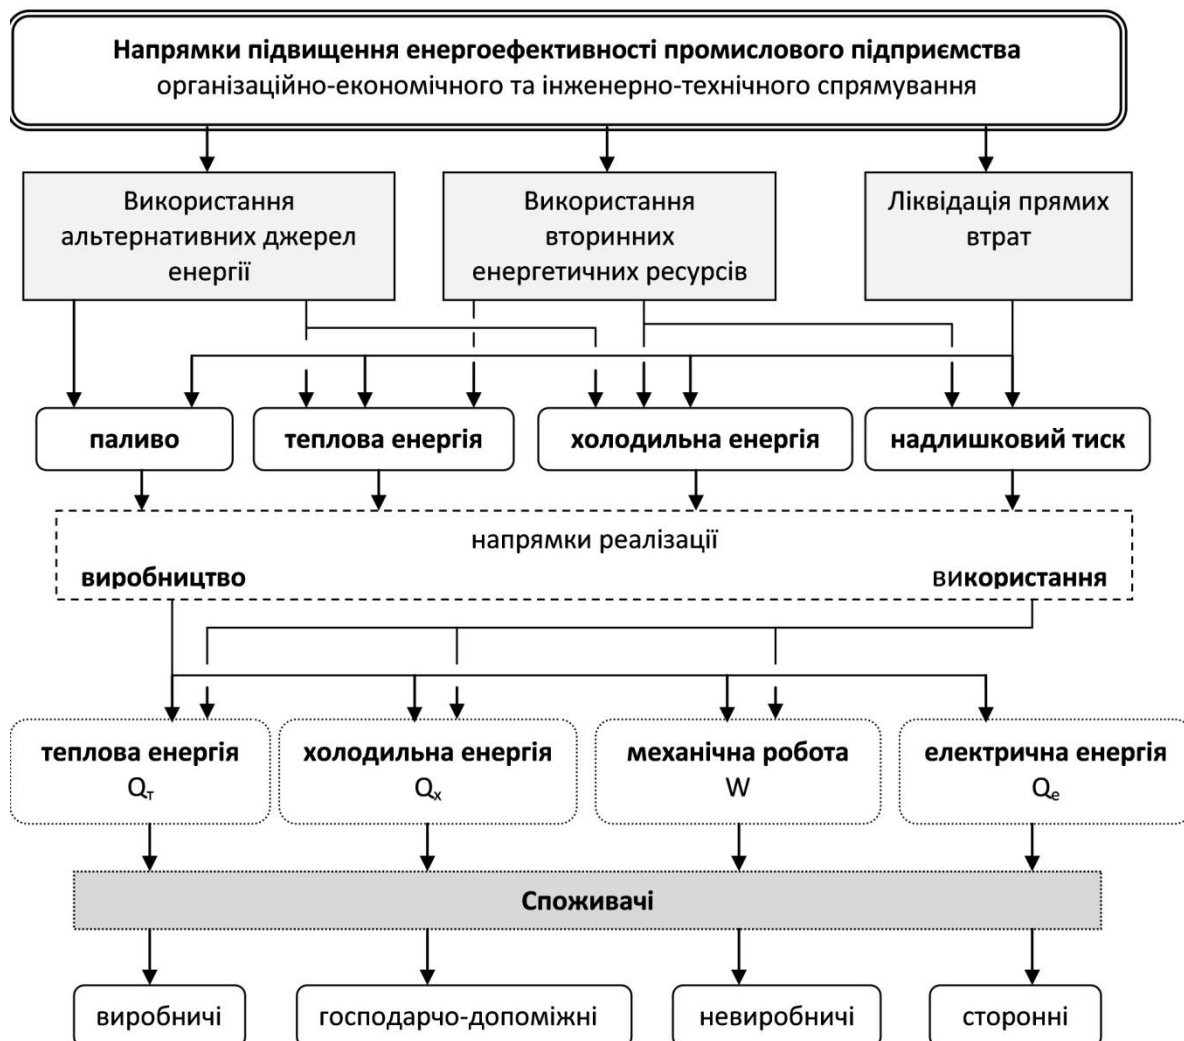 Напрямки підвищення енергоефективності промислового підприємства
організаційно-економічого та інженерно-технічного спрямування
Використання
альтернативних джерел
енергії
Використання
вторинних
енергетичних ресурсів
Ліквідація прямих
втрат
паливо
теплова енергія
холодильна енергія
надлишковий тиск
напрямки реалізації
виробництво
використання
теплова енергія
Qт
холодильна енергія
Qх
механічна робота
W
електрична енергія
Qе
Споживачі
виробничі
господарчо-допоміжні
невиробничі
сторонні